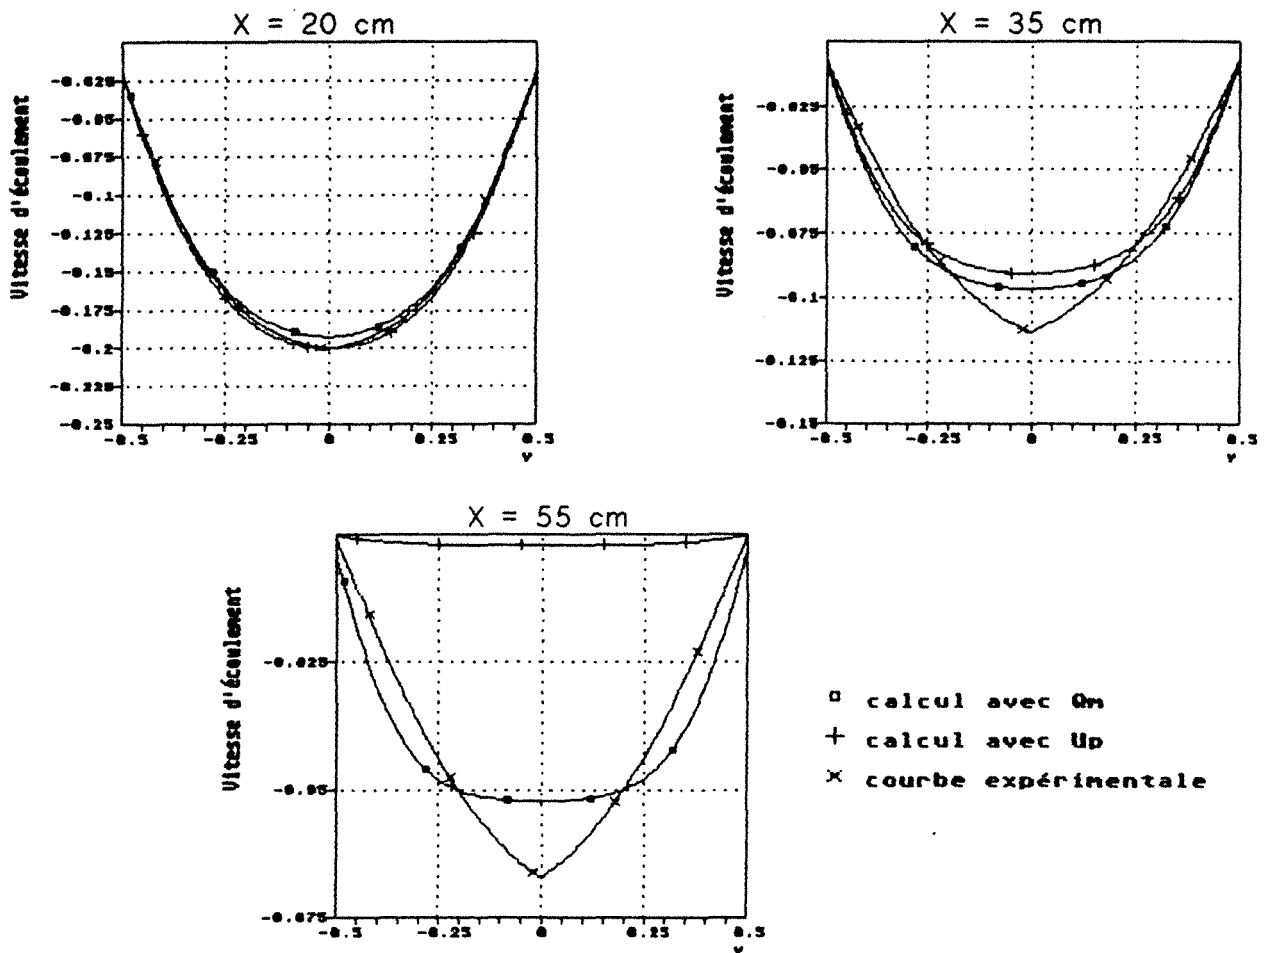 X = 20 cm
Vitesse d'écoulement
-0.025
-0.05
-0.075
-0.1
-0.125
-0.15
-0.175
-0.2
-0.225
-0.25
-0.5 -0.25 0 0.25 0.5
Y
X = 35 cm
Vitesse d'écoulement
-0.025
-0.05
-0.075
-0.1
-0.125
-0.15
-0.5 -0.25 0 0.25 0.5
Y
X = 55 cm
Vitesse d'écoulement
-0.025
-0.05
-0.075
-0.5 -0.25 0 0.25 0.5
Y
calcul avec Qm
calcul avec Up
courbe expérimentale